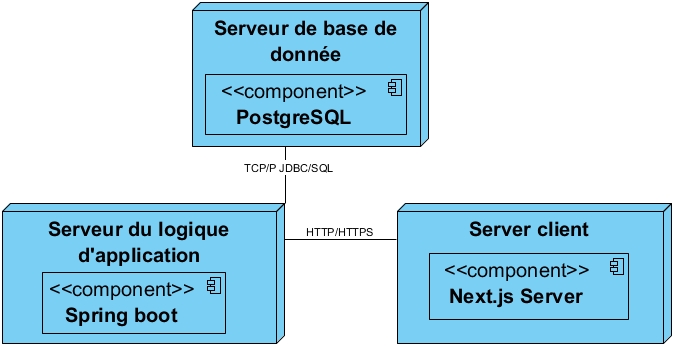 Serveur de base de
donnée
<<component>>
PostgreSQL
TCP/P JDBC/SQL
Serveur du logique
d'application
<<component>>
Spring boot
HTTP/HTTPS
Server client
<<component>>
Next.js Server